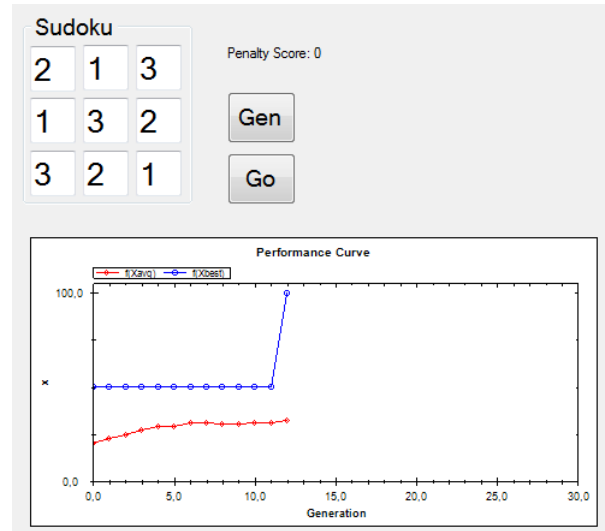 Sudoku
2 1 3
Penalty Score: 0
1 3 2
Gen
3 2 1
Go
Performance Curve
f(Xavg) f(Xbest)
100,0
x
0,0
0,0 5,0 10,0 15,0 20,0 25,0 30,0
Generation